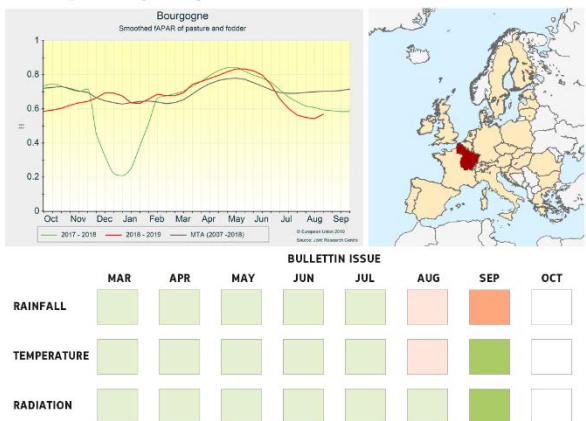 Bourgogne
Smoothed fAPAR of pasture and fodder
1
0.8
0.6
0.4
0.2
0
Oct Nov Dec Jan Feb Mar Apr May Jun Jul Aug Sep
2017 - 2018 2018 - 2019 MTA (2007 -2018)
© European Union 2019
Source: Joint Research Centre
BULLETTIN ISSUE
MAR APR MAY JUN JUL AUG SEP OCT
RAINFALL
TEMPERATURE
RADIATION